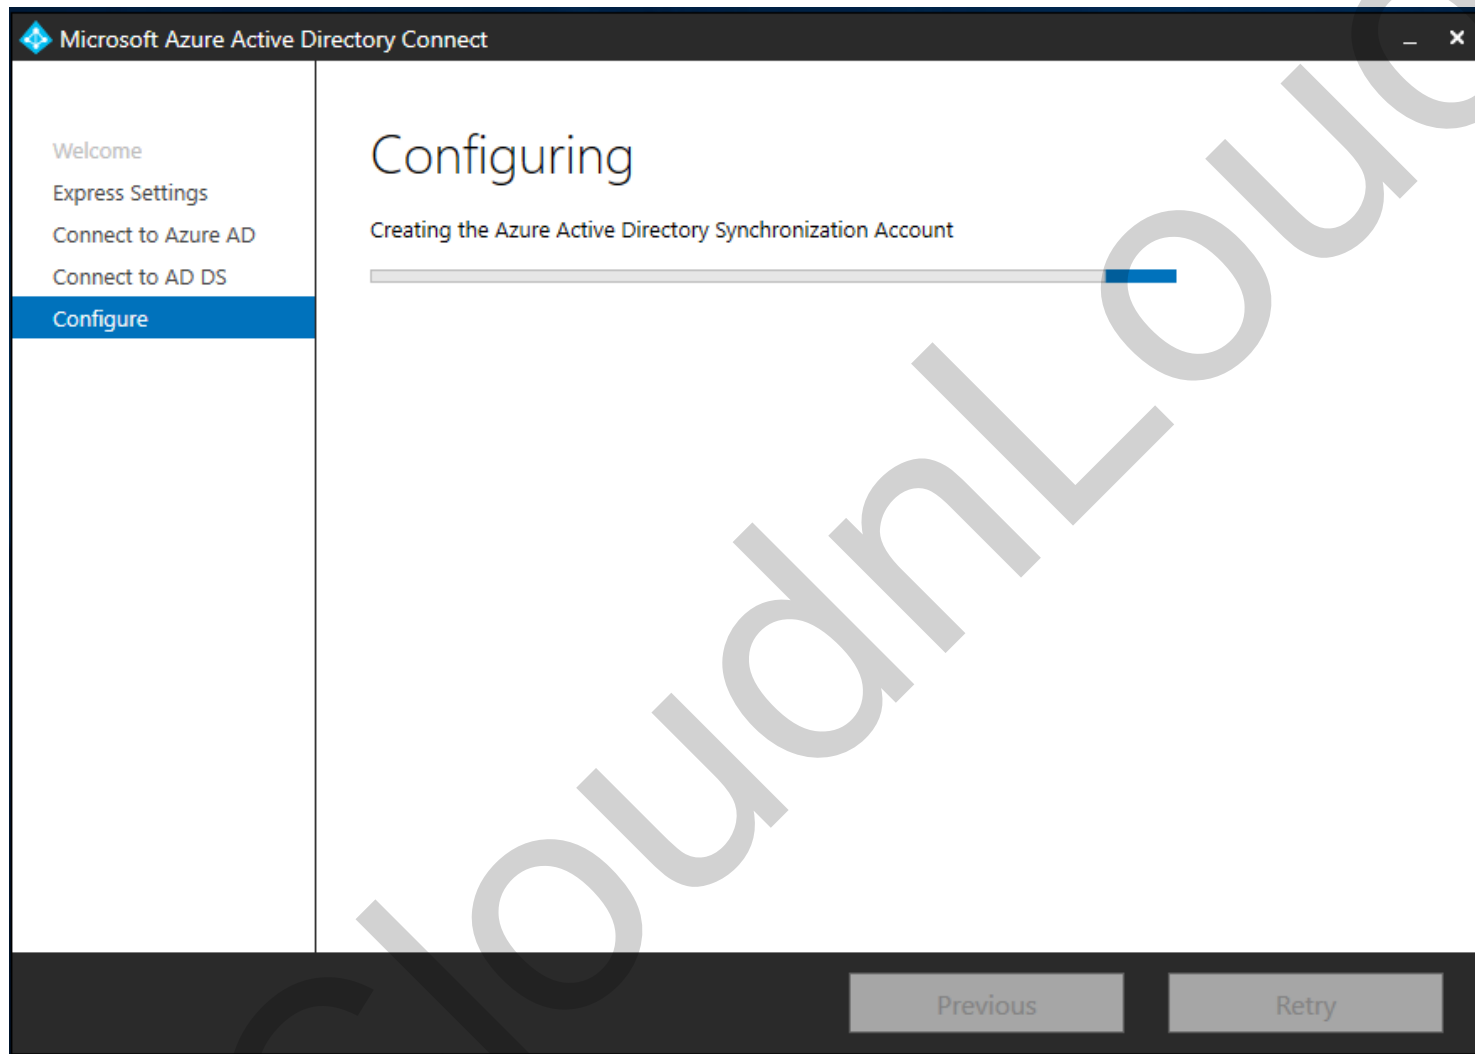 Microsoft Azure Active Directory Connect
Welcome
Express Settings
Connect to Azure AD
Connect to AD DS
Configure
Configuring
Creating the Azure Active Directory Synchronization Account
Previous
Retry